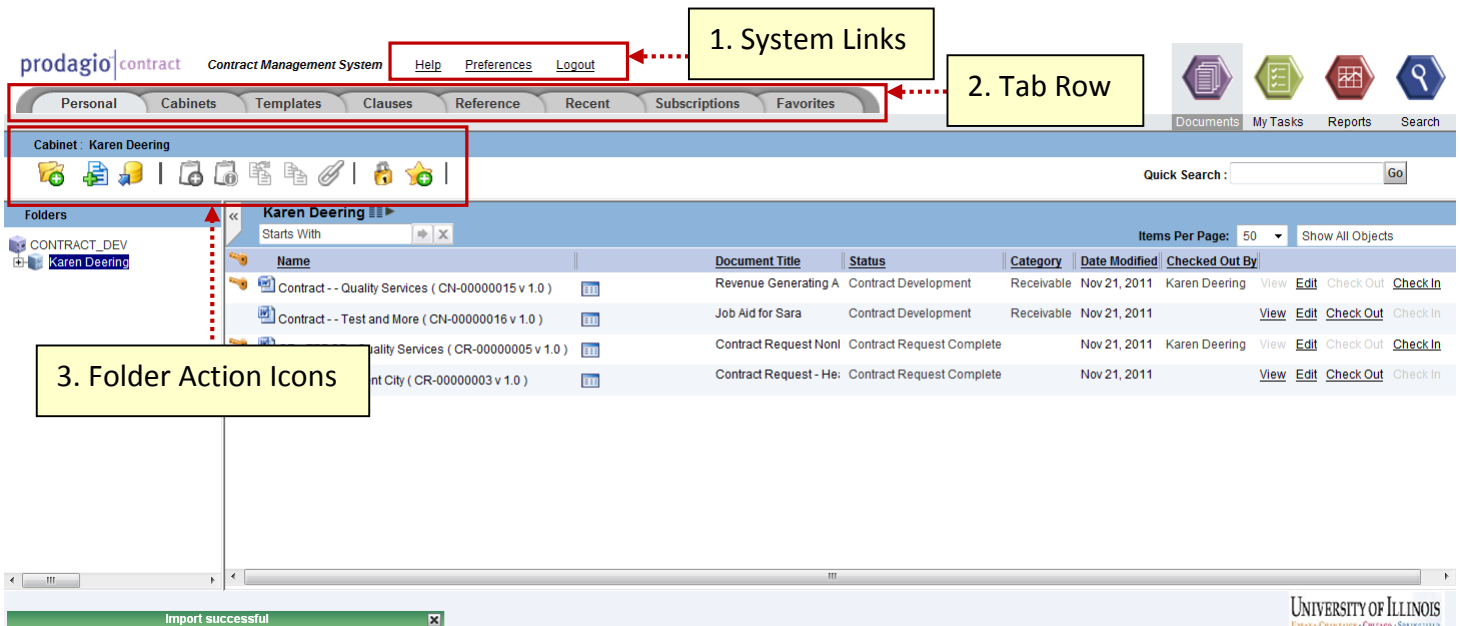 1. System Links
prodagio contract Contract Management System Help Preferences Logout
2. Tab Row
Personal Cabinets Templates Clauses Reference Recent Subscriptions Favorites
Documents My Tasks Reports Search
Cabinet : Karen Deering
Quick Search : Go
Folders
Karen Deering
Starts With
Items Per Page: 50 Show All Objects
CONTRACT_DEV
Karen Deering
Name Document Title Status Category Date Modified Checked Out By
Contract - - Quality Services ( CN-00000015 v 1.0 ) Revenue Generating A Contract Development Receivable Nov 21, 2011 Karen Deering View Edit Check Out Check In
Contract - - Test and More ( CN-00000016 v 1.0 ) Job Aid for Sara Contract Development Receivable Nov 21, 2011 View Edit Check Out Check In
uality Services ( CR-00000005 v 1.0 ) Contract Request Nonl Contract Request Complete Nov 21, 2011 Karen Deering View Edit Check Out Check In
nt City ( CR-00000003 v 1.0 ) Contract Request - He Contract Request Complete Nov 21, 2011 View Edit Check Out Check In
3. Folder Action Icons
Import successful
UNIVERSITY OF ILLINOIS